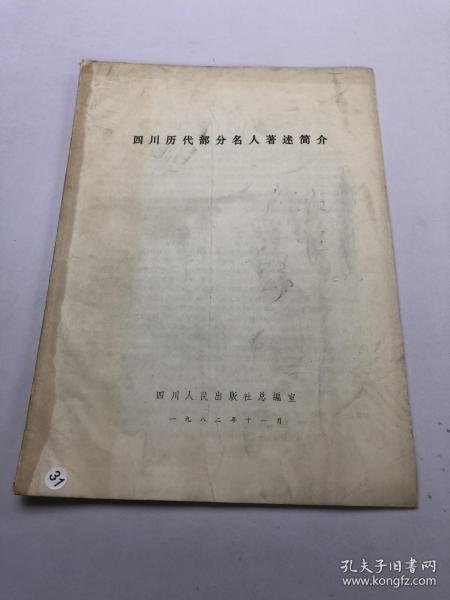 四川历代部分名人著述简介
四川人民出版社总编室
一九八二年十一月
31
孔夫子旧书网
www.kongfz.com